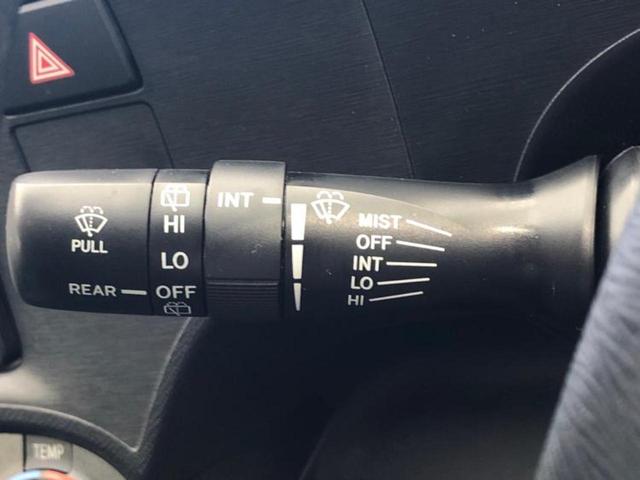 PULL
REAR
HI
LO
OFF
INT
MIST
OFF
INT
LO
HI
TEMP